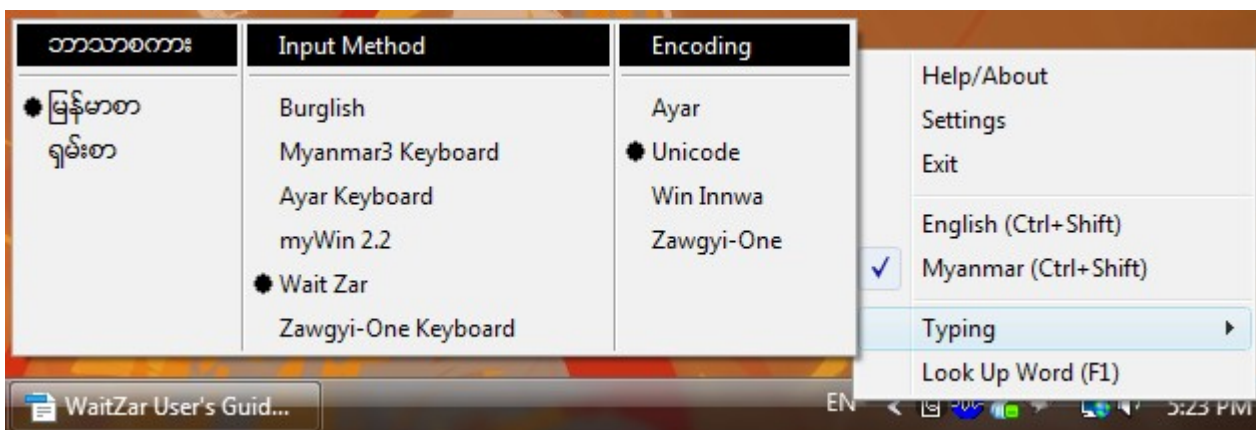 ဘာသာစကား
မြန်မာစာ
ရှမ်းစာ
Input Method
Burglish
Myanmar3 Keyboard
Ayar Keyboard
myWin 2.2
Wait Zar
Zawgyi-One Keyboard
Encoding
Ayar
Unicode
Win Innwa
Zawgyi-One
Help/About
Settings
Exit
English (Ctrl+Shift)
Myanmar (Ctrl+Shift)
Typing
Look Up Word (F1)
WaitZar User's Guid...
EN
5:23 PM